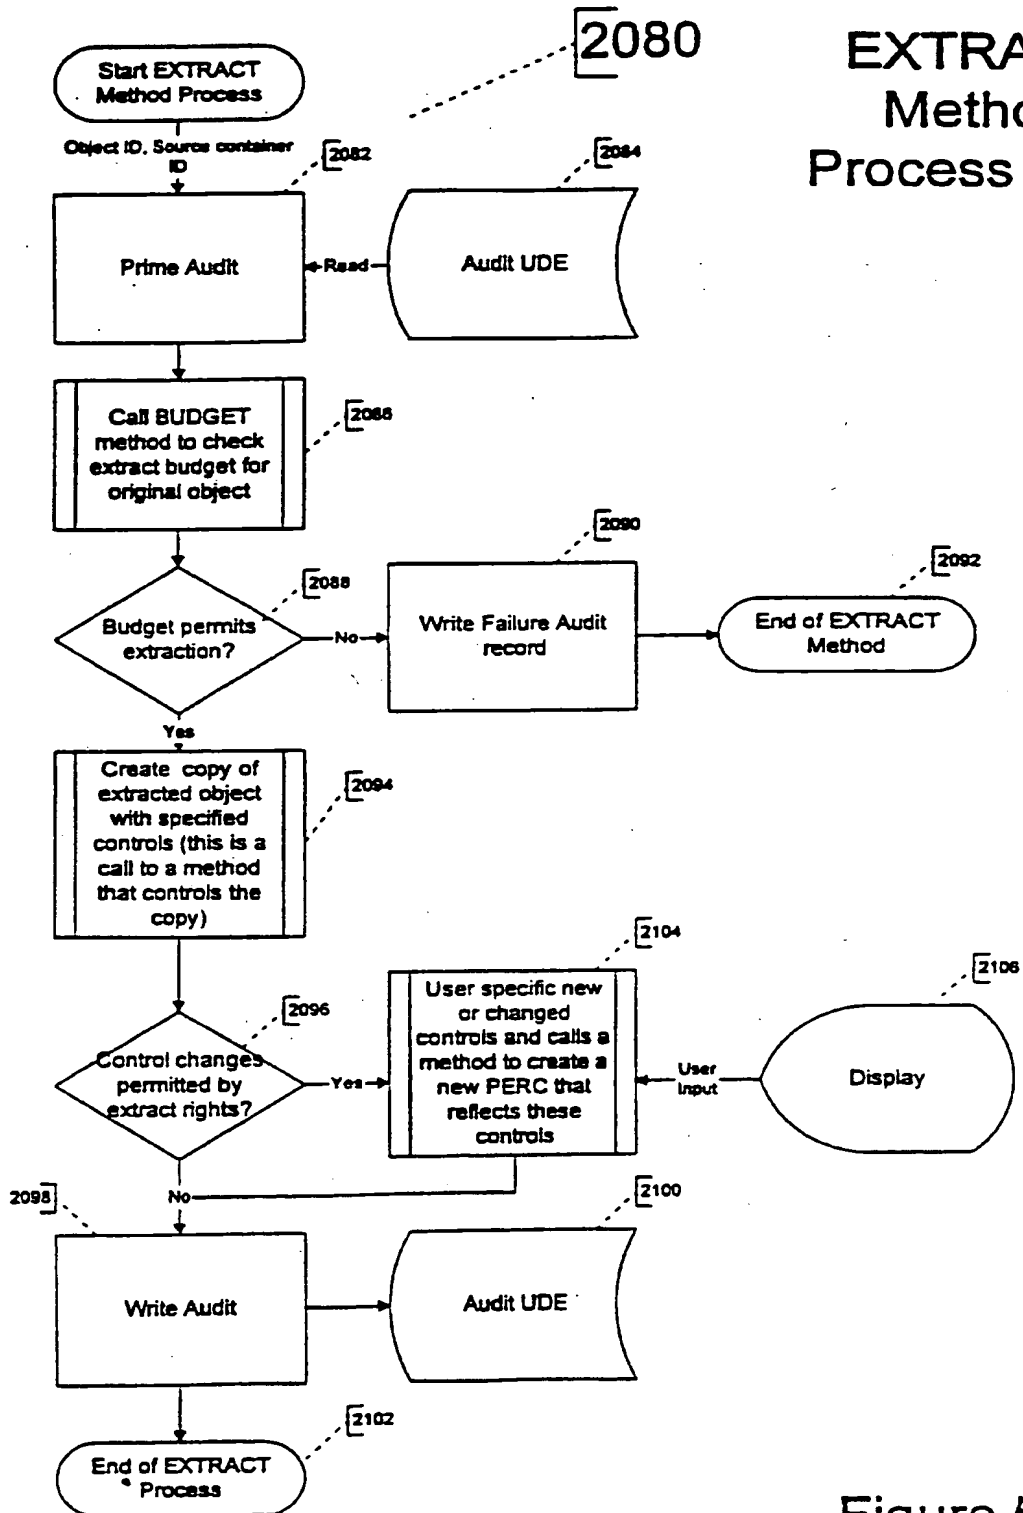 2080
EXTRA
Metho
Process
Start EXTRACT
Method Process
Object ID, Source container
ID
2082
2084
Prime Audit
Read
Audit UDE
Call BUDGET
method to check
extract budget for
original object
2086
2088
2090
2092
Budget permits
extraction?
No
Write Failure Audit
record
End of EXTRACT
Method
Yes
Create copy of
extracted object
with specified
controls (this is a
call to a method
that controls the
copy)
2094
2096
2104
2106
Control changes
permitted by
extract rights?
Yes
User specific new
or changed
controls and calls a
method to create a
new PERC that
reflects these
controls
User
Input
Display
2098
No
2100
Write Audit
Audit UDE
2102
End of EXTRACT
Process
Figure